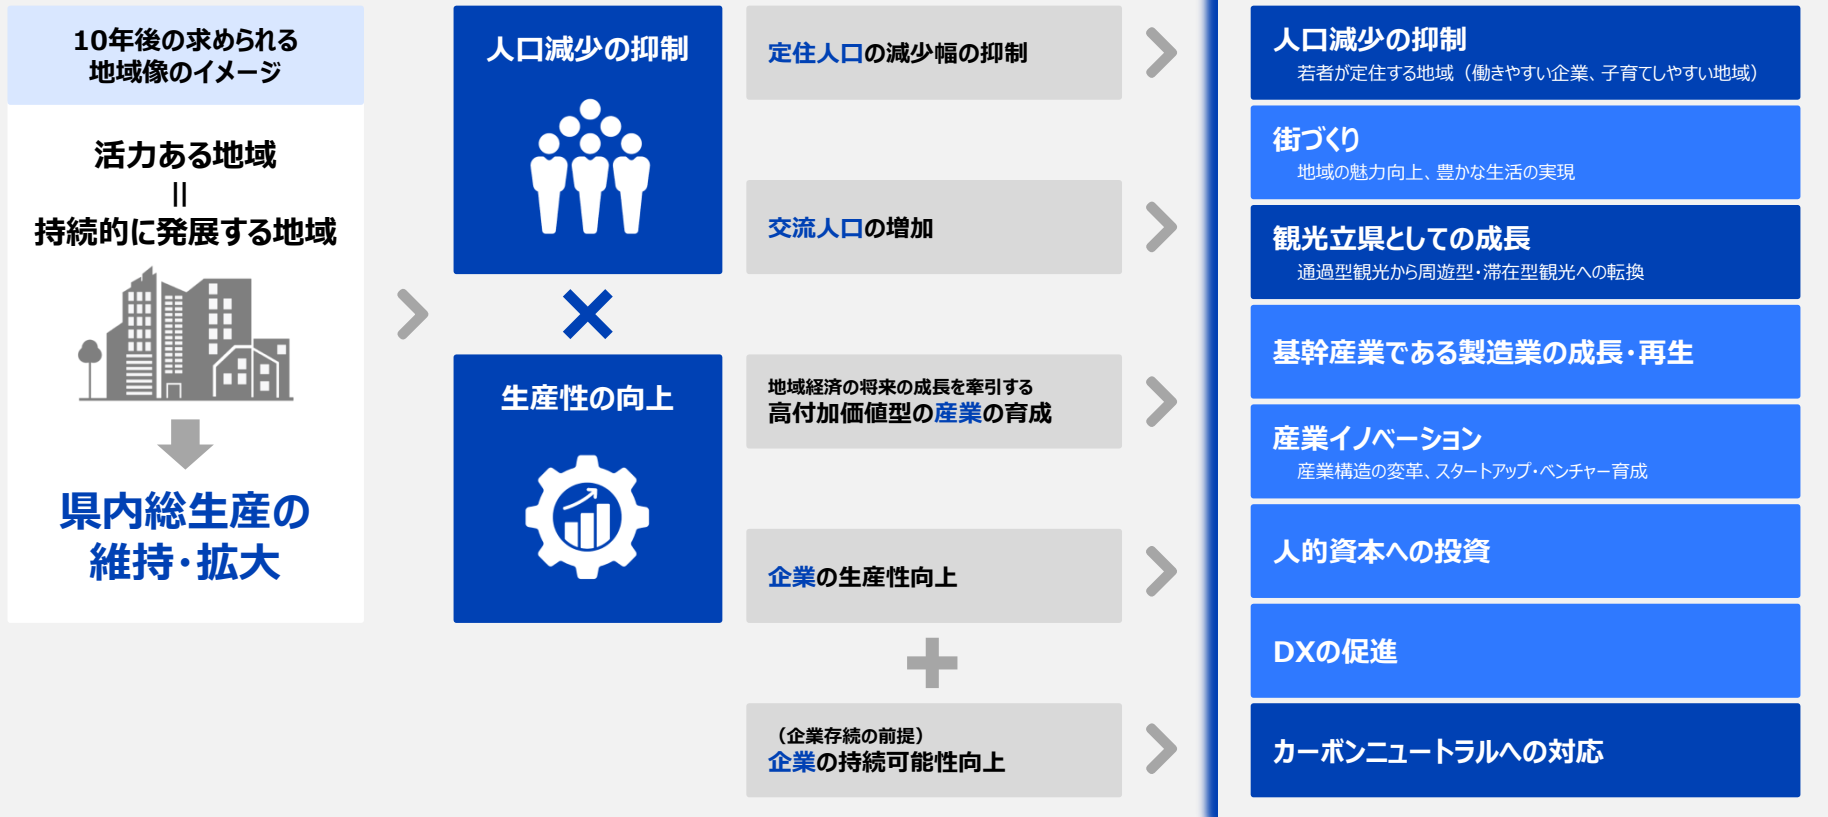 10年後の求められる
地域像のイメージ
活力ある地域
||
持続的に発展する地域
県内総生産の
維持・拡大
人口減少の抑制
×
生産性の向上
定住人口の減少幅の抑制
交流人口の増加
地域経済の将来の成長を牽引する
高付加価値型の産業の育成
企業の生産性向上
+
（企業存続の前提）
企業の持続可能性向上
人口減少の抑制
若者が定住する地域（働きやすい企業、子育てしやすい地域）
街づくり
地域の魅力向上、豊かな生活の実現
観光立県としての成長
通過型観光から周遊型・滞在型観光への転換
基幹産業である製造業の成長・再生
産業イノベーション
産業構造の変革、スタートアップ・ベンチャー育成
人的資本への投資
DXの促進
カーボンニュートラルへの対応